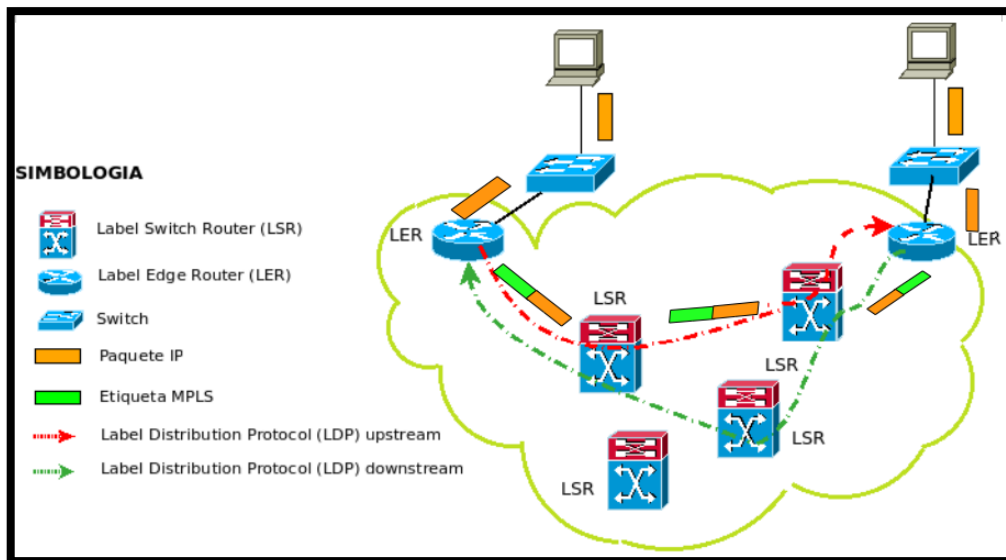 SIMBOLOGIA
Label Switch Router (LSR)
Label Edge Router (LER)
Switch
Paquete IP
Etiqueta MPLS
Label Distribution Protocol (LDP) upstream
Label Distribution Protocol (LDP) downstream
LER
LER
LSR
LSR
LSR
LSR